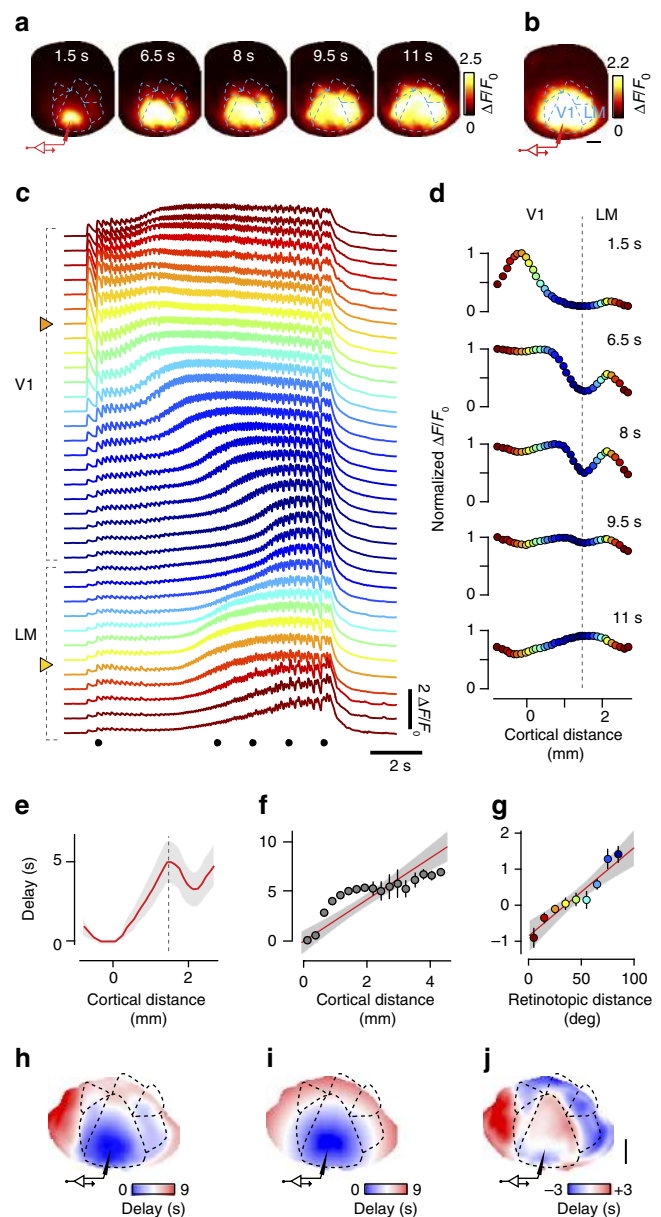 a
1.5 s
6.5 s
8 s
9.5 s
11 s
2.5
0
ΔF/F0
b
V1
LM
2.2
0
ΔF/F0
c
V1
LM
2 ΔF/F0
2 s
d
V1
LM
1.5 s
1
0
6.5 s
1
0
8 s
1
0
9.5 s
1
0
11 s
1
0
Normalized ΔF/F0
0
2
Cortical distance
(mm)
e
5
0
Delay (s)
0
2
Cortical distance
(mm)
f
10
5
0
0
2
4
Cortical distance
(mm)
g
2
1
0
−1
0
100
Retinotopic distance
(deg)
h
0
9
Delay (s)
i
0
9
Delay (s)
j
−3
+3
Delay (s)